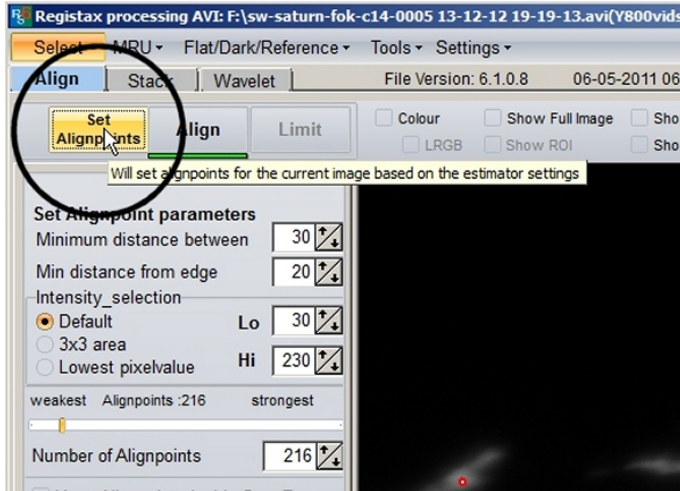 Registax processing AVI: F:\sw-saturn-fok-c14-0005 13-12-12 19-19-13.avi(Y800vids
Select MRU Flat/Dark/Reference Tools Settings
Align Stack Wavelet File Version: 6.1.0.8 06-05-2011 06
Set Alignpoints Align Limit
Colour Show Full Image Sho
LRGB Show ROI Sho
Will set alignpoints for the current image based on the estimator settings
Set Alignpoint parameters
Minimum distance between 30
Min distance from edge 20
Intensity_selection
Default Lo 30
3x3 area
Lowest pixelvalue Hi 230
weakest Alignpoints :216 strongest
Number of Alignpoints 216